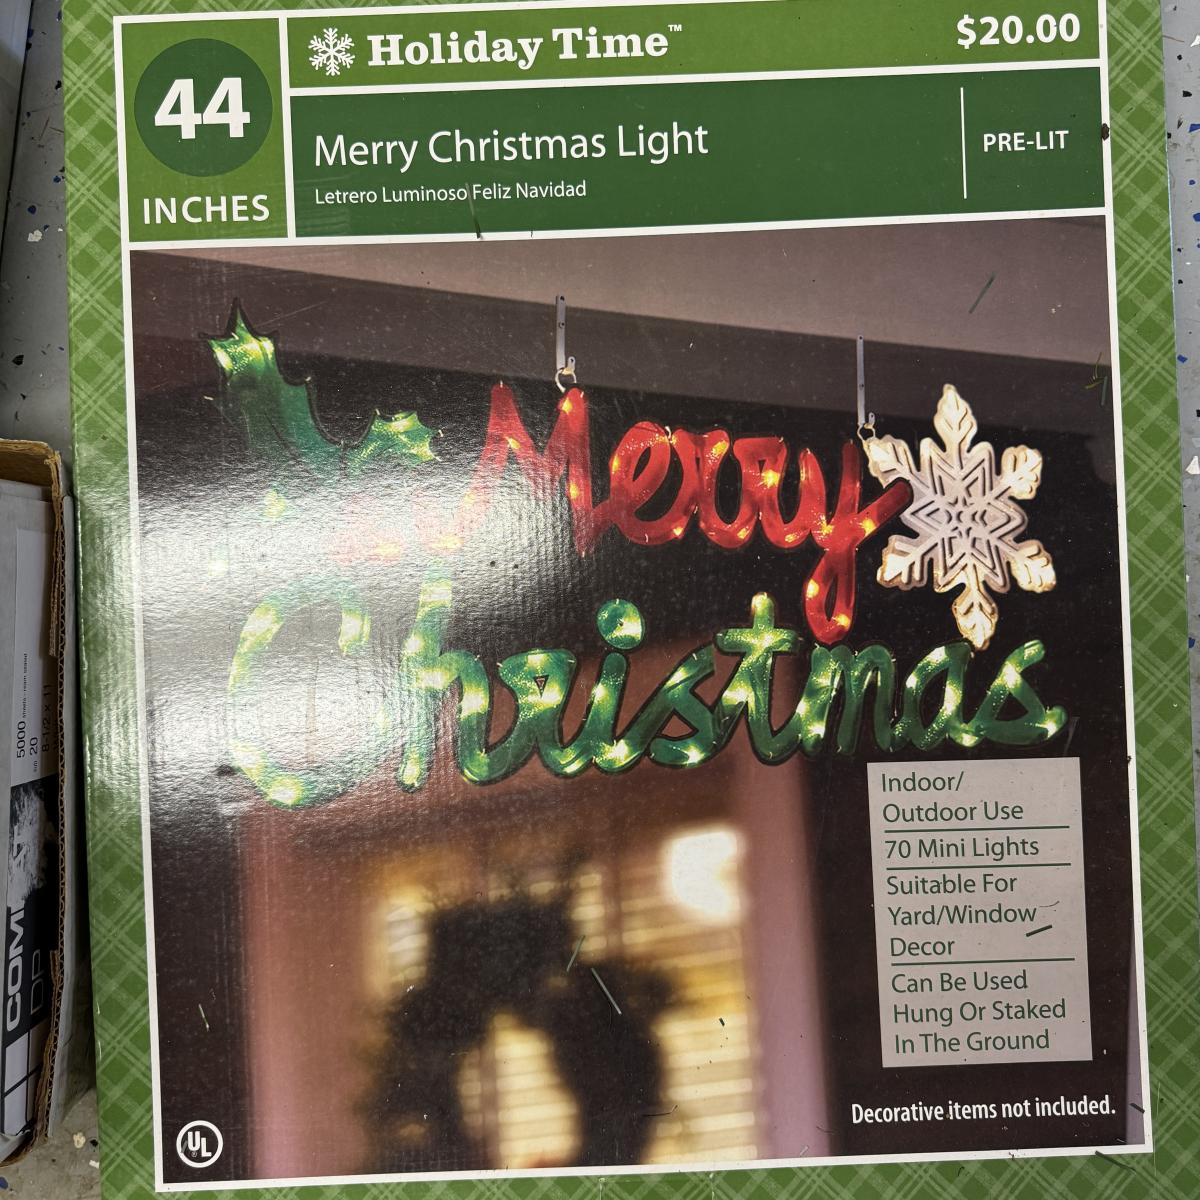 44
INCHES
Holiday Time™
$20.00
Merry Christmas Light
Letrero Luminoso Feliz Navidad
PRE-LIT
Merry
Christmas
Indoor/
Outdoor Use
70 Mini Lights
Suitable For
Yard/Window
Decor
Can Be Used
Hung Or Staked
In The Ground
Decorative items not included.
UL
5000
20
8-1/2 x 11